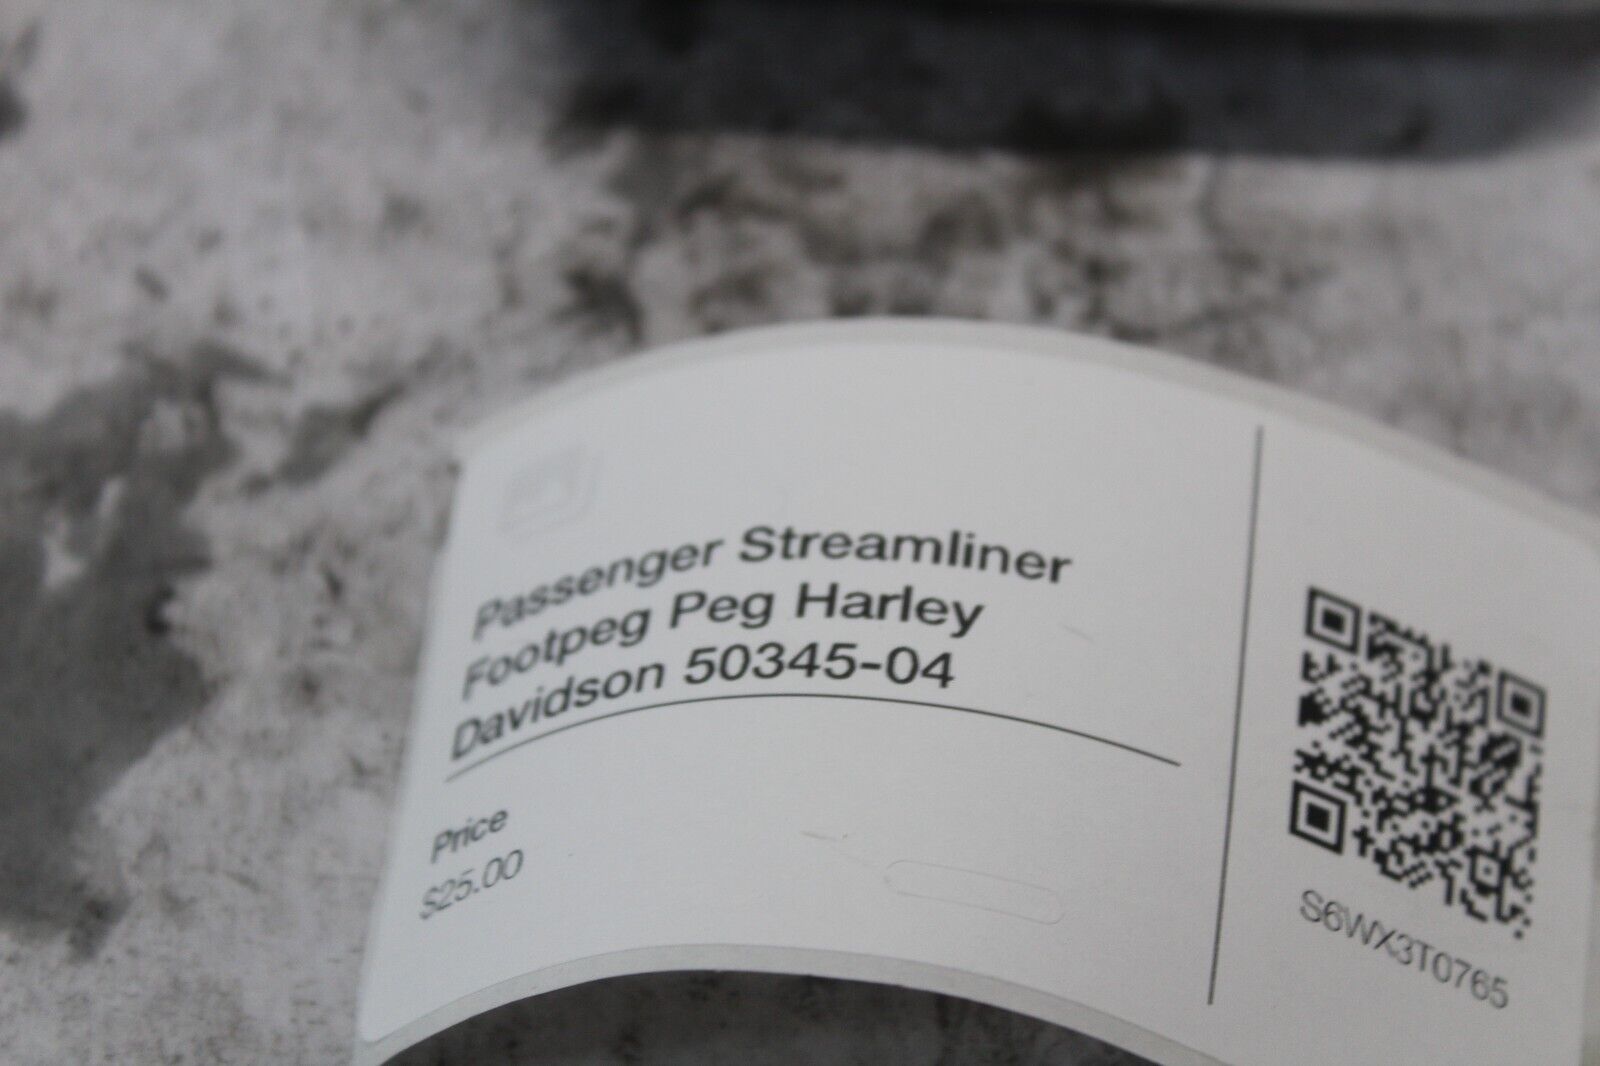 Passenger Streamliner
Footpeg Peg Harley
Davidson 50345-04
Price
$25.00
S6WX3T0765